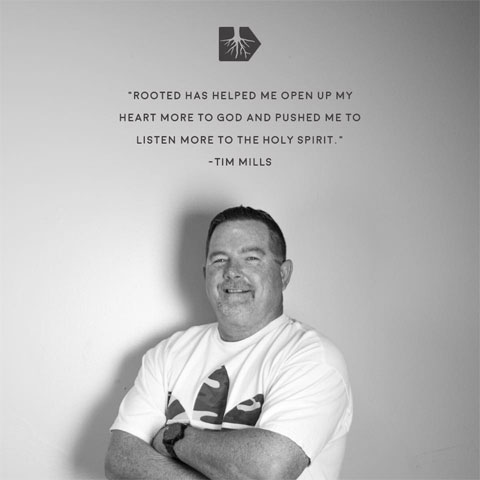 "ROOTED HAS HELPED ME OPEN UP MY
HEART MORE TO GOD AND PUSHED ME TO
LISTEN MORE TO THE HOLY SPIRIT."
-TIM MILLS